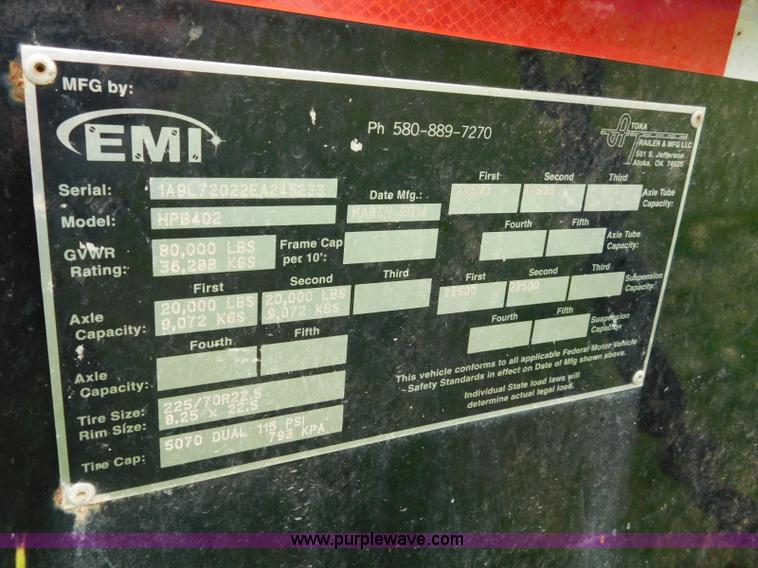 MFG by:
EMI
Ph 580-889-7270
ATOKA
TRAILER & MFG LLC
501 S. Jefferson
Atoka, OK 74525
Serial: 1A9L72022EA245233
Date Mfg.: MARCH
First Second Third
22500 22500
Axle Tube Capacity:
Model: HPB402
Fourth Fifth
Axle Tube Capacity:
GVWR Rating: 80,000 LBS 36,288 KGS
Frame Cap per 10':
First Second Third
22500 22500
Suspension Capacity:
First Second Third
Axle Capacity: 20,000 LBS 9,072 KGS 20,000 LBS 9,072 KGS
Fourth Fifth
Suspension Capacity:
Fourth Fifth
Axle Capacity:
This vehicle conforms to all applicable Federal Motor Vehicle
Safety Standards in effect on Date of Mfg shown above.
Individual State load laws will
determine actual legal load.
Tire Size: 225/70R22.5
Rim Size: 8.25 X 22.5
Tire Cap: 5070 DUAL 115 PSI
793 KPA
www.purplewave.com